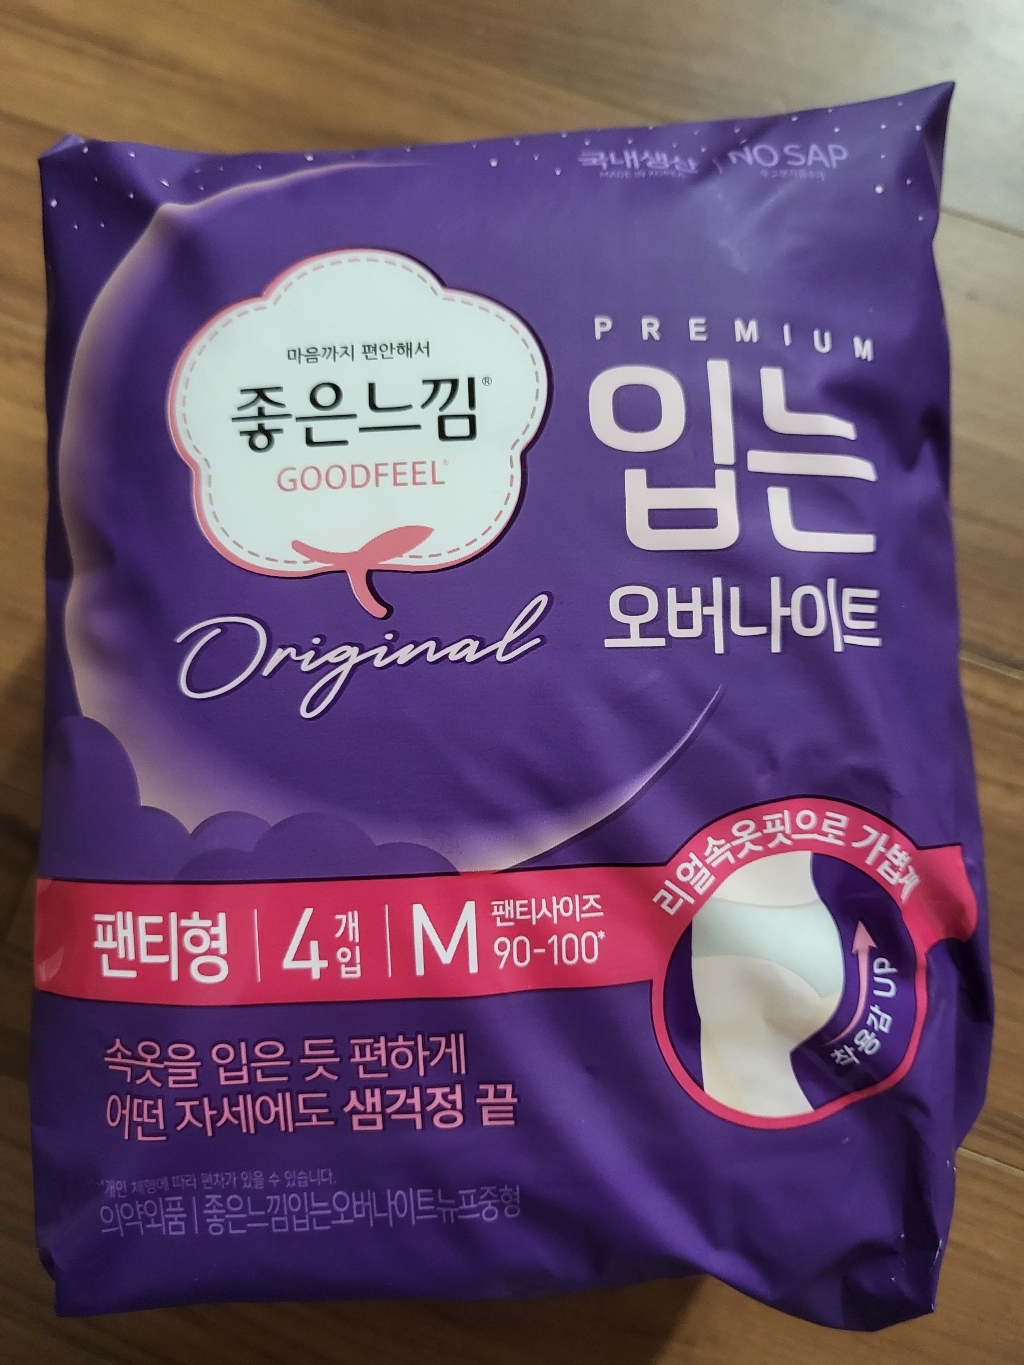 국내생산 | NO SAP
MADE IN KOREA
마음까지 편안해서
좋은느낌®
GOODFEEL®
Original
PREMIUM
입는
오버나이트
리얼속옷핏으로 가볍게
착용감 UP
팬티형 | 4개입 | M 팬티사이즈
90-100*
속옷을 입은 듯 편하게
어떤 자세에도 샘걱정 끝
*개인 체형에 따라 편차가 있을 수 있습니다.
의약외품 | 좋은느낌입는오버나이트뉴프중형